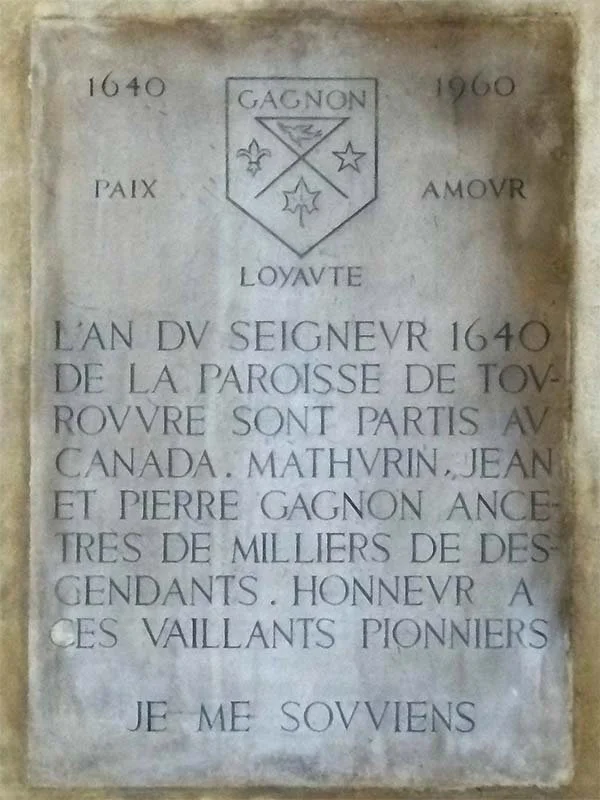 1640 GAGNON 1960
PAIX AMOVR
LOYAVTE
L'AN DV SEIGNEVR 1640
DE LA PAROISSE DE TOV-
ROVVRE SONT PARTIS AV
CANADA. MATHVRIN, JEAN
ET PIERRE GAGNON ANCE-
TRES DE MILLIERS DE DES-
CENDANTS. HONNEVR A
CES VAILLANTS PIONNIERS
JE ME SOVVIENS